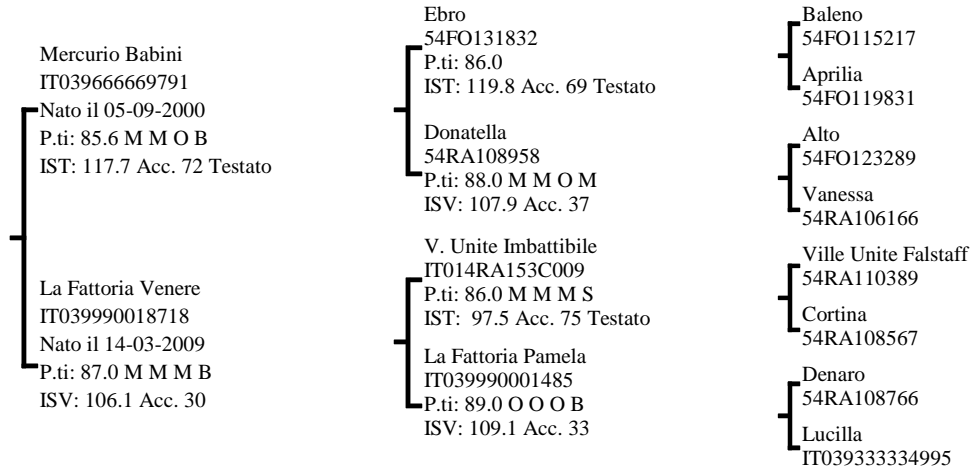 Mercurio Babini
IT039666669791
Nato il 05-09-2000
P.ti: 85.6 M M O B
IST: 117.7 Acc. 72 Testato
La Fattoria Venere
IT039990018718
Nato il 14-03-2009
P.ti: 87.0 M M M B
ISV: 106.1 Acc. 30
Ebro
54FO131832
P.ti: 86.0
IST: 119.8 Acc. 69 Testato
Donatella
54RA108958
P.ti: 88.0 M M O M
ISV: 107.9 Acc. 37
V. Unite Imbattibile
IT014RA153C009
P.ti: 86.0 M M M S
IST: 97.5 Acc. 75 Testato
La Fattoria Pamela
IT039990001485
P.ti: 89.0 O O O B
ISV: 109.1 Acc. 33
Baleno
54FO115217
Aprilia
54FO119831
Alto
54FO123289
Vanessa
54RA106166
Ville Unite Falstaff
54RA110389
Cortina
54RA108567
Denaro
54RA108766
Lucilla
IT039333334995